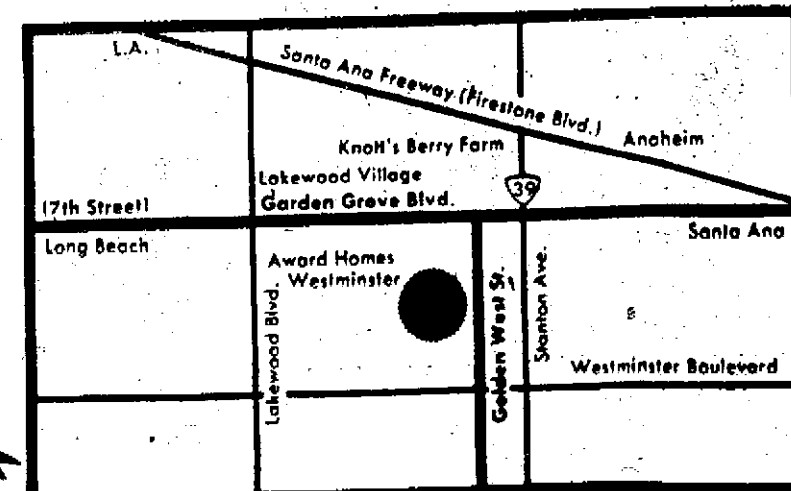 L.A.
Santa Ana Freeway (Firestone Blvd.)
Knott's Berry Farm
Anaheim
Lakewood Village
39
(7th Street)
Garden Grove Blvd.
Long Beach
Santa Ana
Award Homes
Westminster
Lakewood Blvd.
Golden West St.
Stanton Ave.
Westminster Boulevard